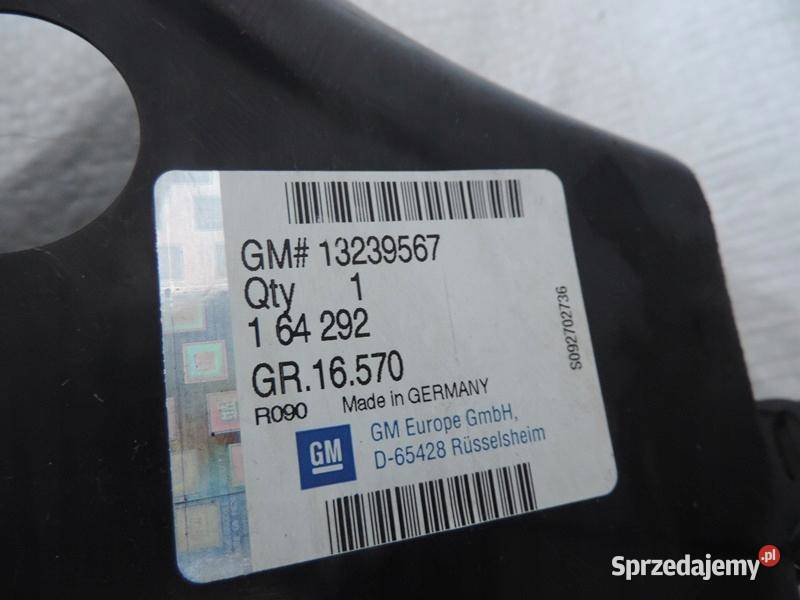 GM# 13239567
Qty 1
1 64 292
GR.16.570
R090 Made in GERMANY
GM
GM Europe GmbH,
D-65428 Rüsselsheim
S092702736
Sprzedajemy.pl